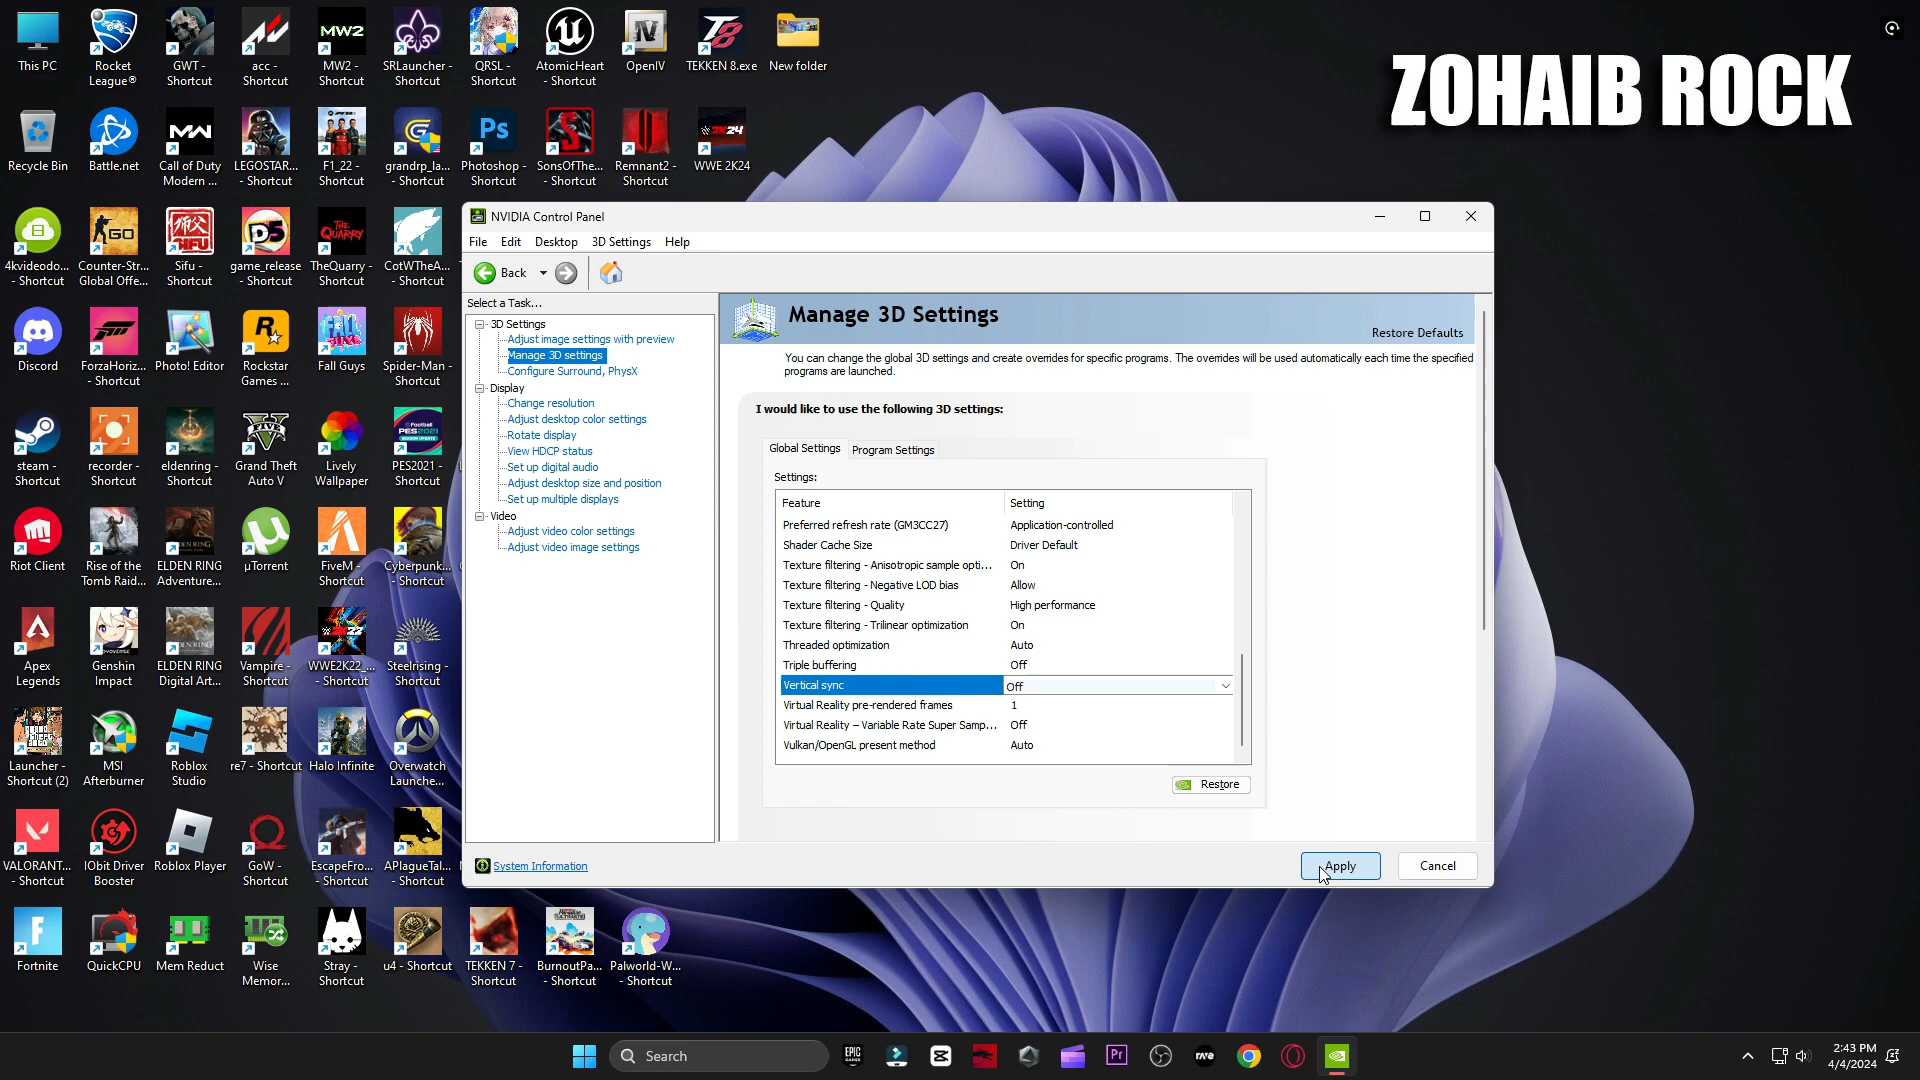 ZOHAIB ROCK
This PC
Rocket
League®
GWT -
Shortcut
acc -
Shortcut
MW2 -
Shortcut
SRLauncher -
Shortcut
QRSL -
Shortcut
AtomicHeart
- Shortcut
OpenIV
TEKKEN 8.exe
New folder
Recycle Bin
Battle.net
Call of Duty
Modern ...
LEGOSTAR...
- Shortcut
F1_22 -
Shortcut
grandrp_la...
- Shortcut
Photoshop -
Shortcut
SonsOfThe...
- Shortcut
Remnant2 -
Shortcut
WWE 2K24
4kvideodo...
- Shortcut
Counter-Str...
Global Offe...
Sifu -
Shortcut
game_release
- Shortcut
TheQuarry -
Shortcut
CotWTheA...
- Shortcut
Discord
ForzaHoriz...
- Shortcut
Photo! Editor
Rockstar
Games ...
Fall Guys
Spider-Man -
Shortcut
steam -
Shortcut
recorder -
Shortcut
eldenring -
Shortcut
Grand Theft
Auto V
Lively
Wallpaper
PES2021 -
Shortcut
Riot Client
Rise of the
Tomb Raid...
ELDEN RING
Adventure...
µTorrent
FiveM -
Shortcut
Cyberpunk...
- Shortcut
Apex
Legends
Genshin
Impact
ELDEN RING
Digital Art...
Vampire -
Shortcut
WWE2K22_...
- Shortcut
Steelrising -
Shortcut
Launcher -
Shortcut (2)
MSI
Afterburner
Roblox
Studio
re7 - Shortcut
Halo Infinite
Overwatch
Launche...
VALORANT...
- Shortcut
IObit Driver
Booster
Roblox Player
GoW -
Shortcut
EscapeFro...
- Shortcut
APlagueTal...
- Shortcut
Fortnite
QuickCPU
Mem Reduct
Wise
Memor...
Stray -
Shortcut
u4 - Shortcut
TEKKEN 7 -
Shortcut
BurnoutPa...
- Shortcut
Palworld-W...
- Shortcut
NVIDIA Control Panel
File Edit Desktop 3D Settings Help
Back
Select a Task...
3D Settings
Adjust image settings with preview
Manage 3D settings
Configure Surround, PhysX
Display
Change resolution
Adjust desktop color settings
Rotate display
View HDCP status
Set up digital audio
Adjust desktop size and position
Set up multiple displays
Video
Adjust video color settings
Adjust video image settings
Manage 3D Settings
Restore Defaults
You can change the global 3D settings and create overrides for specific programs. The overrides will be used automatically each time the specified
programs are launched.
I would like to use the following 3D settings:
Global Settings Program Settings
Settings:
Feature Setting
Preferred refresh rate (GM3CC27) Application-controlled
Shader Cache Size Driver Default
Texture filtering - Anisotropic sample opti... On
Texture filtering - Negative LOD bias Allow
Texture filtering - Quality High performance
Texture filtering - Trilinear optimization On
Threaded optimization Auto
Triple buffering Off
Vertical sync Off
Virtual Reality pre-rendered frames 1
Virtual Reality – Variable Rate Super Samp... Off
Vulkan/OpenGL present method Auto
Restore
System Information
Apply Cancel
Search
2:43 PM
4/4/2024